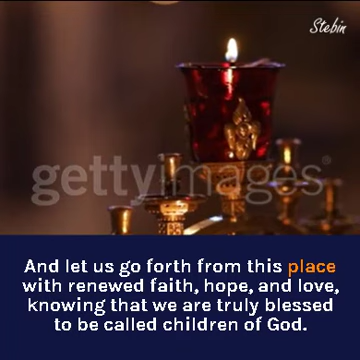 Stebin
gettyimages®
And let us go forth from this place
with renewed faith, hope, and love,
knowing that we are truly blessed
to be called children of God.